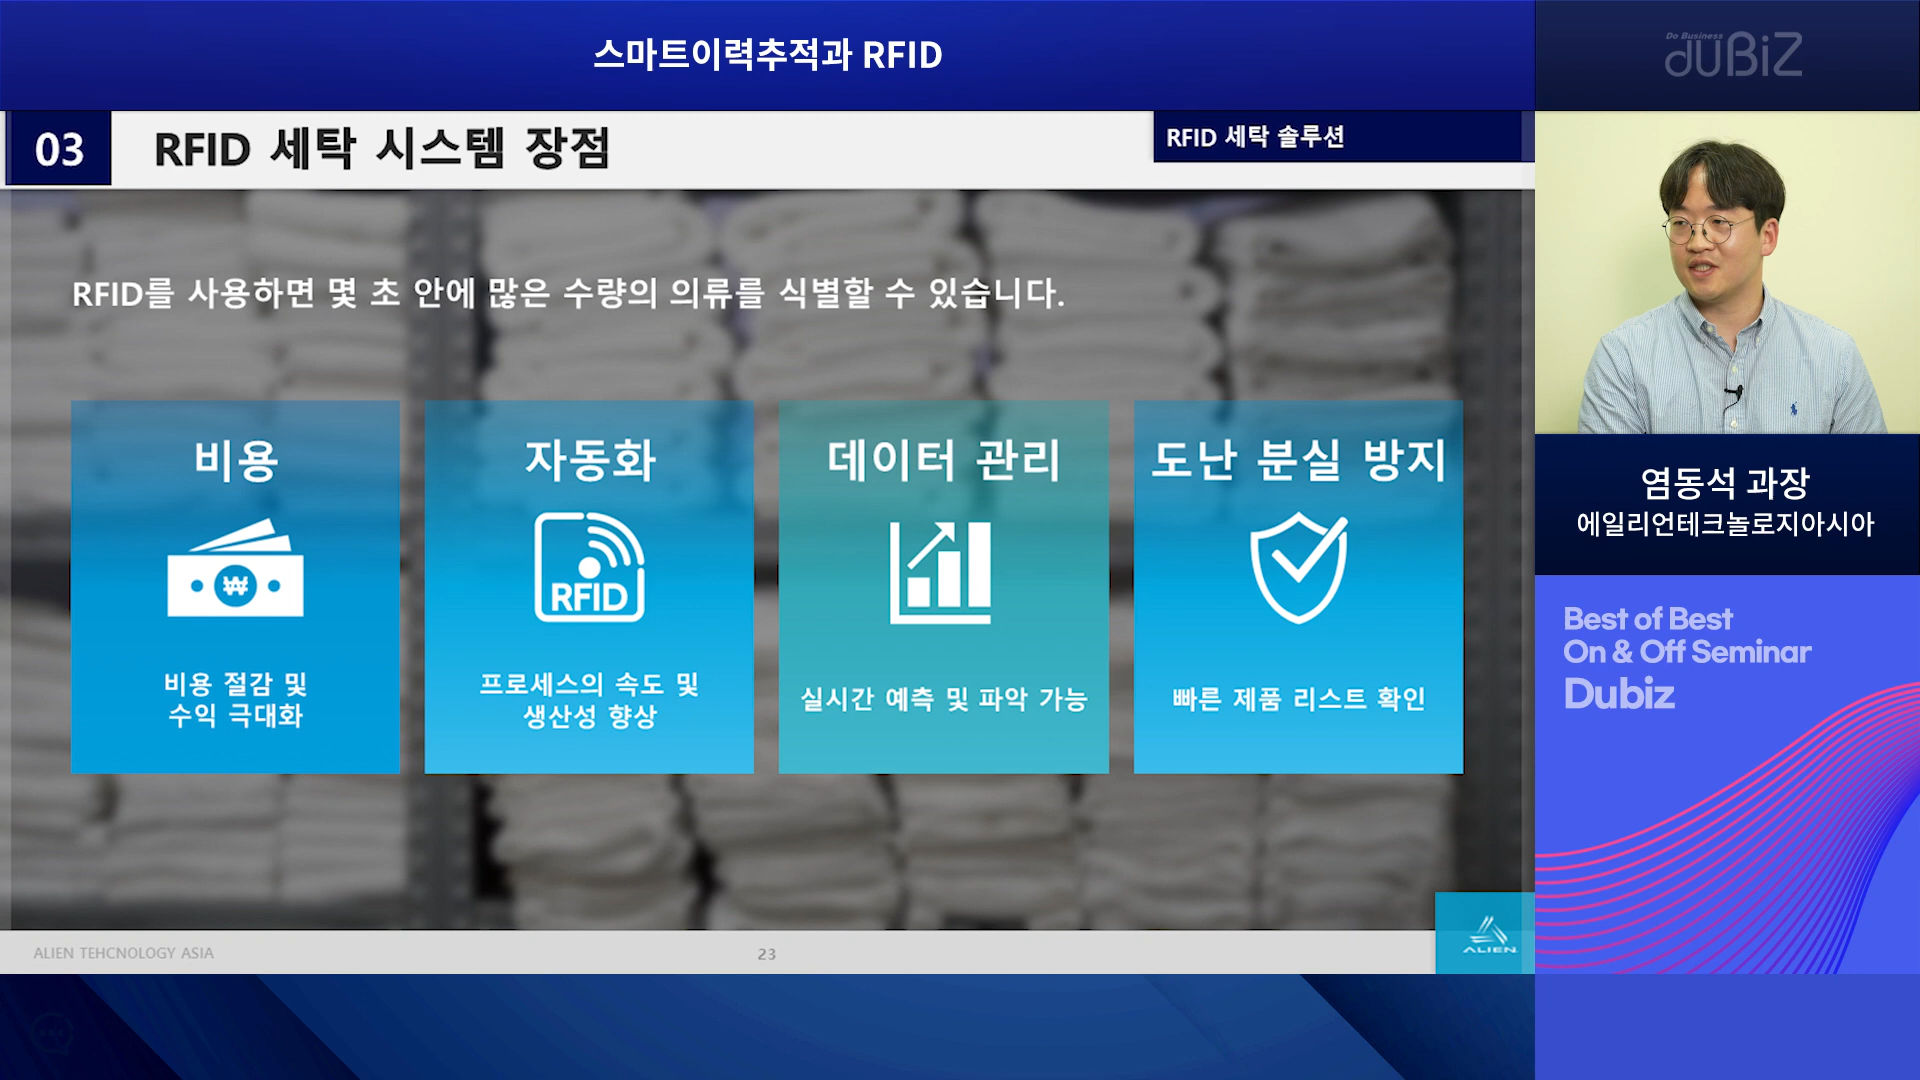 스마트이력추적과 RFID
Do Business
duBiZ
03
RFID 세탁 시스템 장점
RFID 세탁 솔루션
RFID를 사용하면 몇 초 안에 많은 수량의 의류를 식별할 수 있습니다.
비용
비용 절감 및
수익 극대화
자동화
RFID
프로세스의 속도 및
생산성 향상
데이터 관리
실시간 예측 및 파악 가능
도난 분실 방지
빠른 제품 리스트 확인
염동석 과장
에일리언테크놀로지아시아
Best of Best
On & Off Seminar
Dubiz
ALIEN TEHCNOLOGY ASIA
23
ALIEN